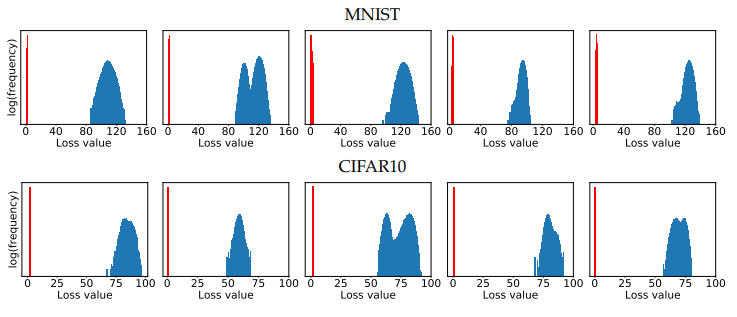 MNIST
log(frequency)
0 40 80 120 160 0 40 80 120 160 0 40 80 120 160 0 40 80 120 160 0 40 80 120 160
Loss value Loss value Loss value Loss value Loss value
CIFAR10
log(frequency)
0 25 50 75 100 0 25 50 75 100 0 25 50 75 100 0 25 50 75 100 0 25 50 75 100
Loss value Loss value Loss value Loss value Loss value